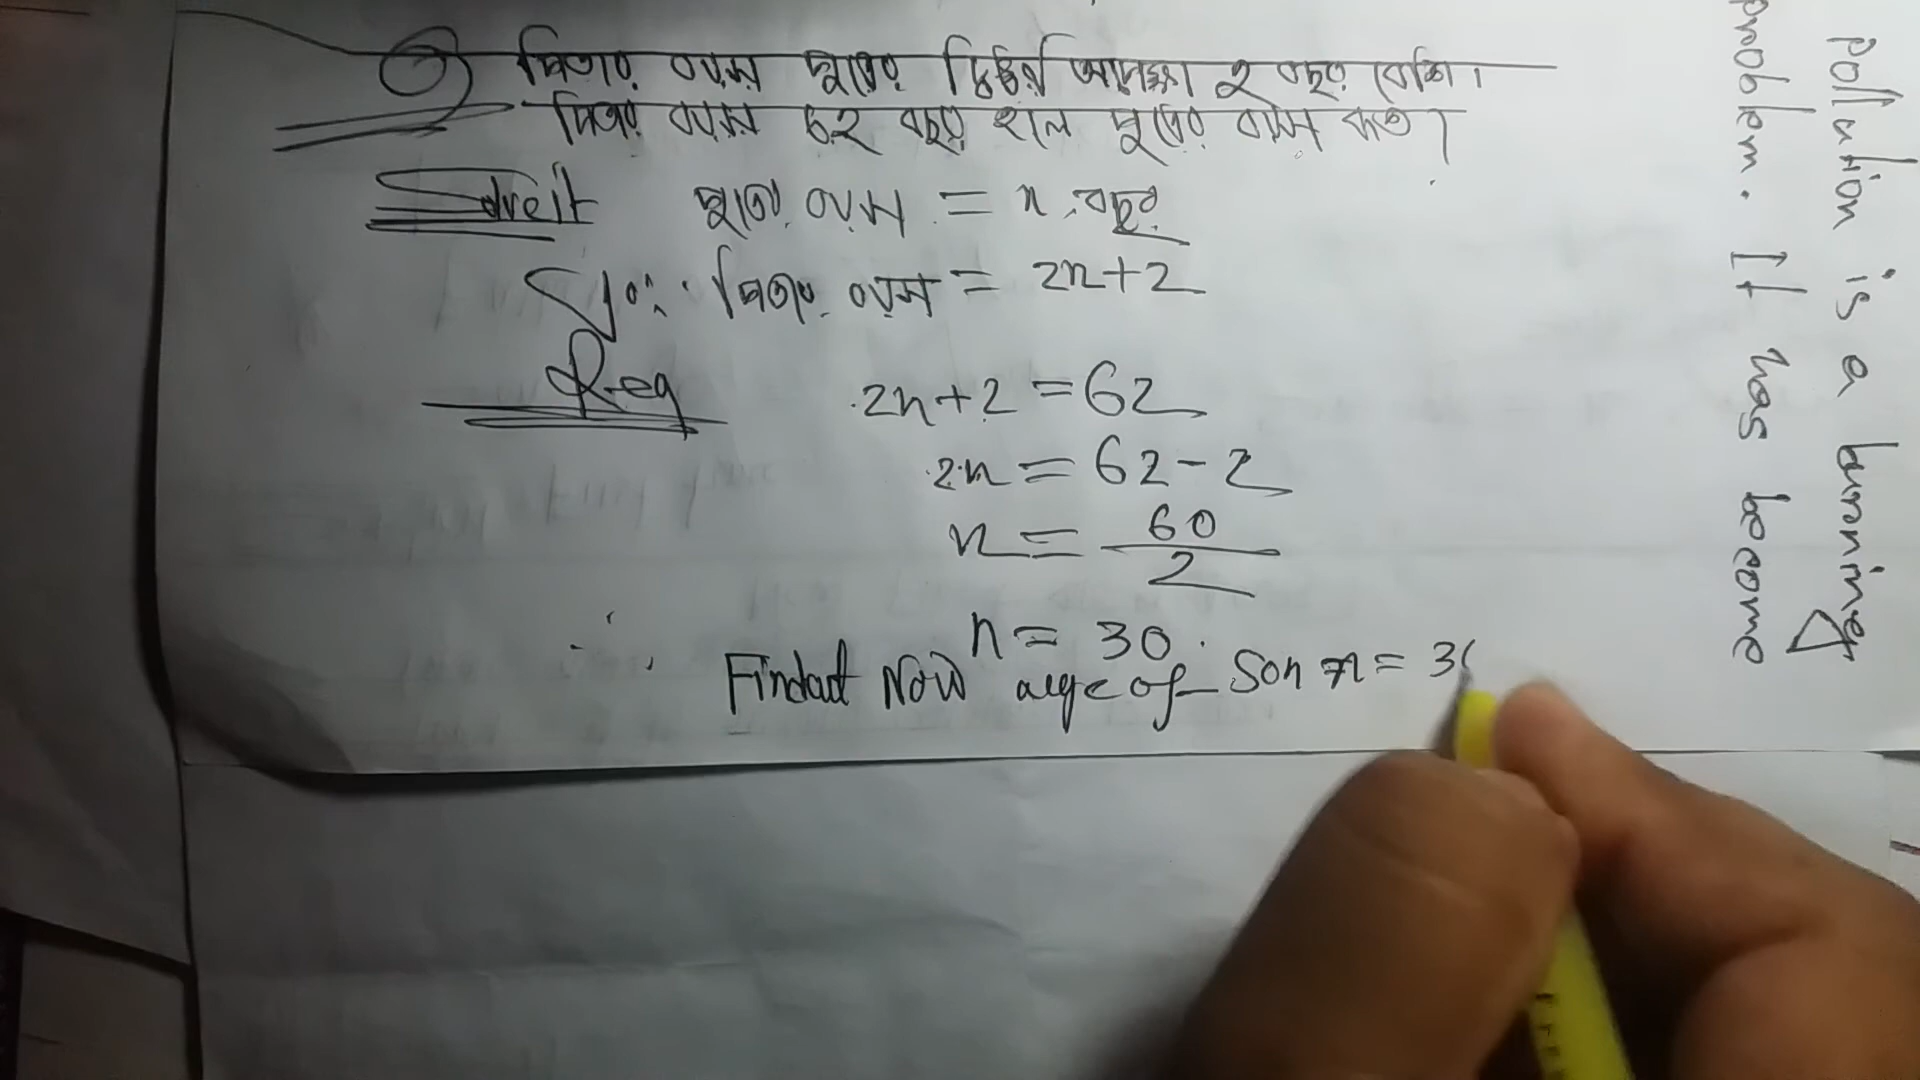 পিতার বয়স পুত্রের দ্বিগুণ অপেক্ষা ২ বছর বেশি।
পিতার বয়স ৬২ বছর হলে পুত্রের বয়স কত।
Solve it পুত্রে বয়স = x বছর
পিতার বয়স = 2x+2
Req 2x+2 = 62
2x = 62-2
x = 60/2
x = 30
Findout Now age of Son x = 30
Pollution is a burning
problem. It has become